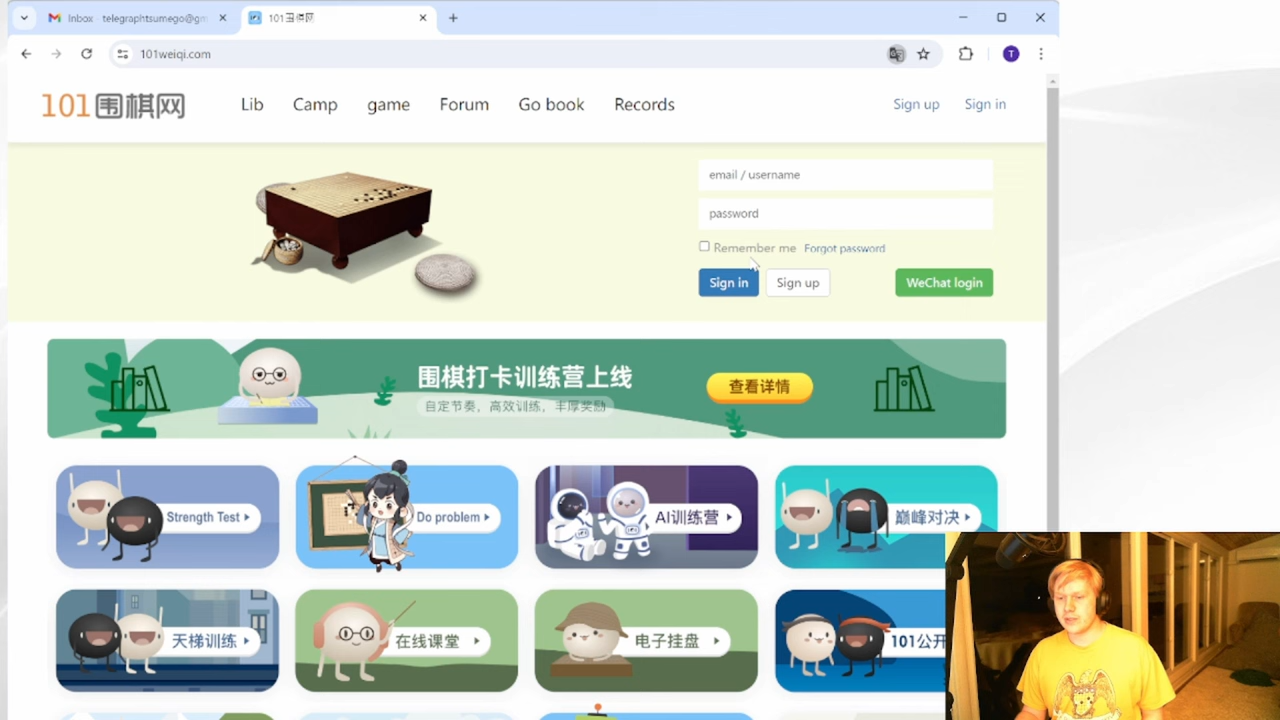 Inbox - telegraphtsumego@gm
101围棋网
101weiqi.com
T
101围棋网
Lib
Camp
game
Forum
Go book
Records
Sign up
Sign in
email / username
password
Remember me
Forgot password
Sign in
Sign up
WeChat login
围棋打卡训练营上线
自定节奏，高效训练，丰厚奖励
查看详情
Strength Test
Do problem
AI训练营
巅峰对决
天梯训练
在线课堂
电子挂盘
101公开